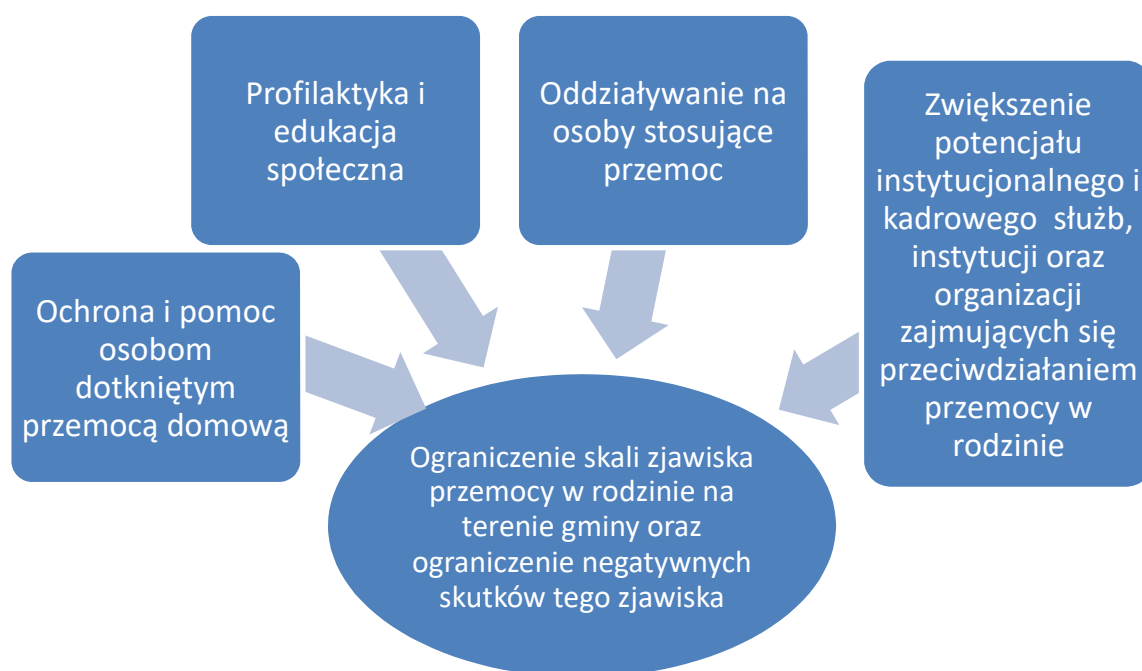 Ochrona i pomoc
osobom
dotkniętym
przemocą domową
Profilaktyka i
edukacja
społeczna
Oddziaływanie na
osoby stosujące
przemoc
Zwiększenie
potencjału
instytucjonalnego i
kadrowego służb,
instytucji oraz
organizacji
zajmujących się
przeciwdziałaniem
przemocy w
rodzinie
Ograniczenie skali zjawiska
przemocy w rodzinie na
terenie gminy oraz
ograniczenie negatywnych
skutków tego zjawiska